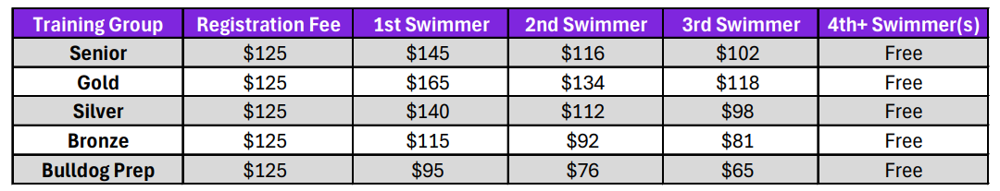 Training Group Registration Fee 1st Swimmer 2nd Swimmer 3rd Swimmer 4th+ Swimmer(s)
Senior $125 $145 $116 $102 Free
Gold $125 $165 $134 $118 Free
Silver $125 $140 $112 $98 Free
Bronze $125 $115 $92 $81 Free
Bulldog Prep $125 $95 $76 $65 Free